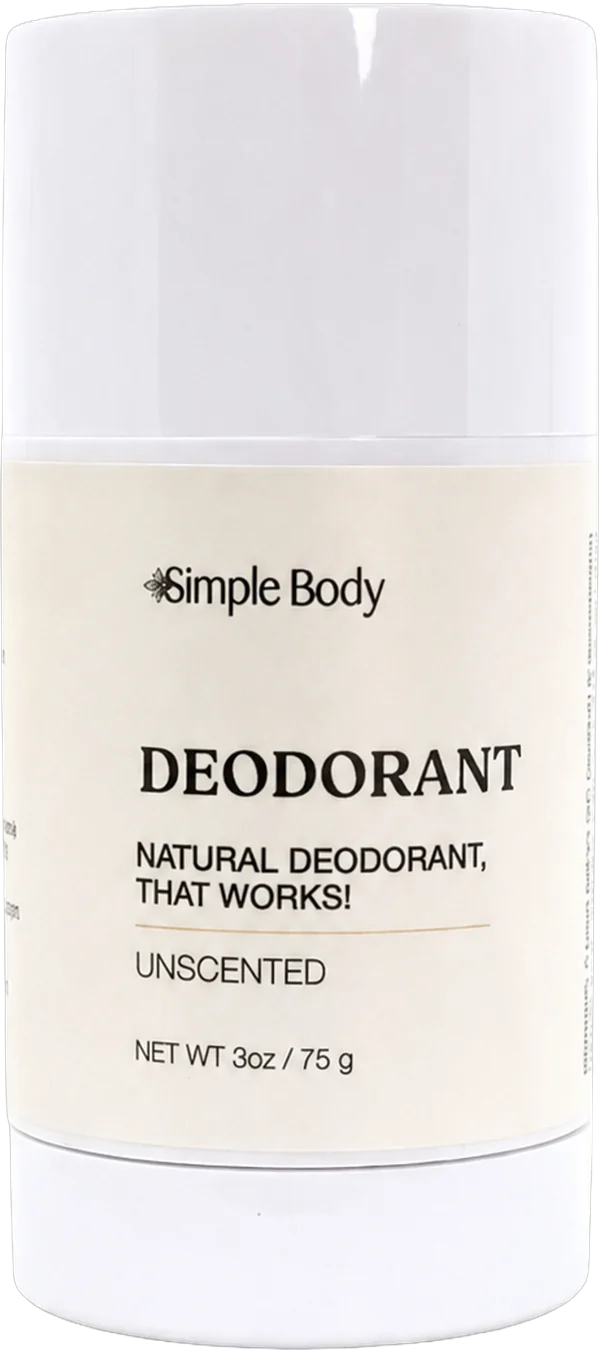 Simple Body
DEODORANT
NATURAL DEODORANT,
THAT WORKS!
UNSCENTED
NET WT 3oz / 75 g